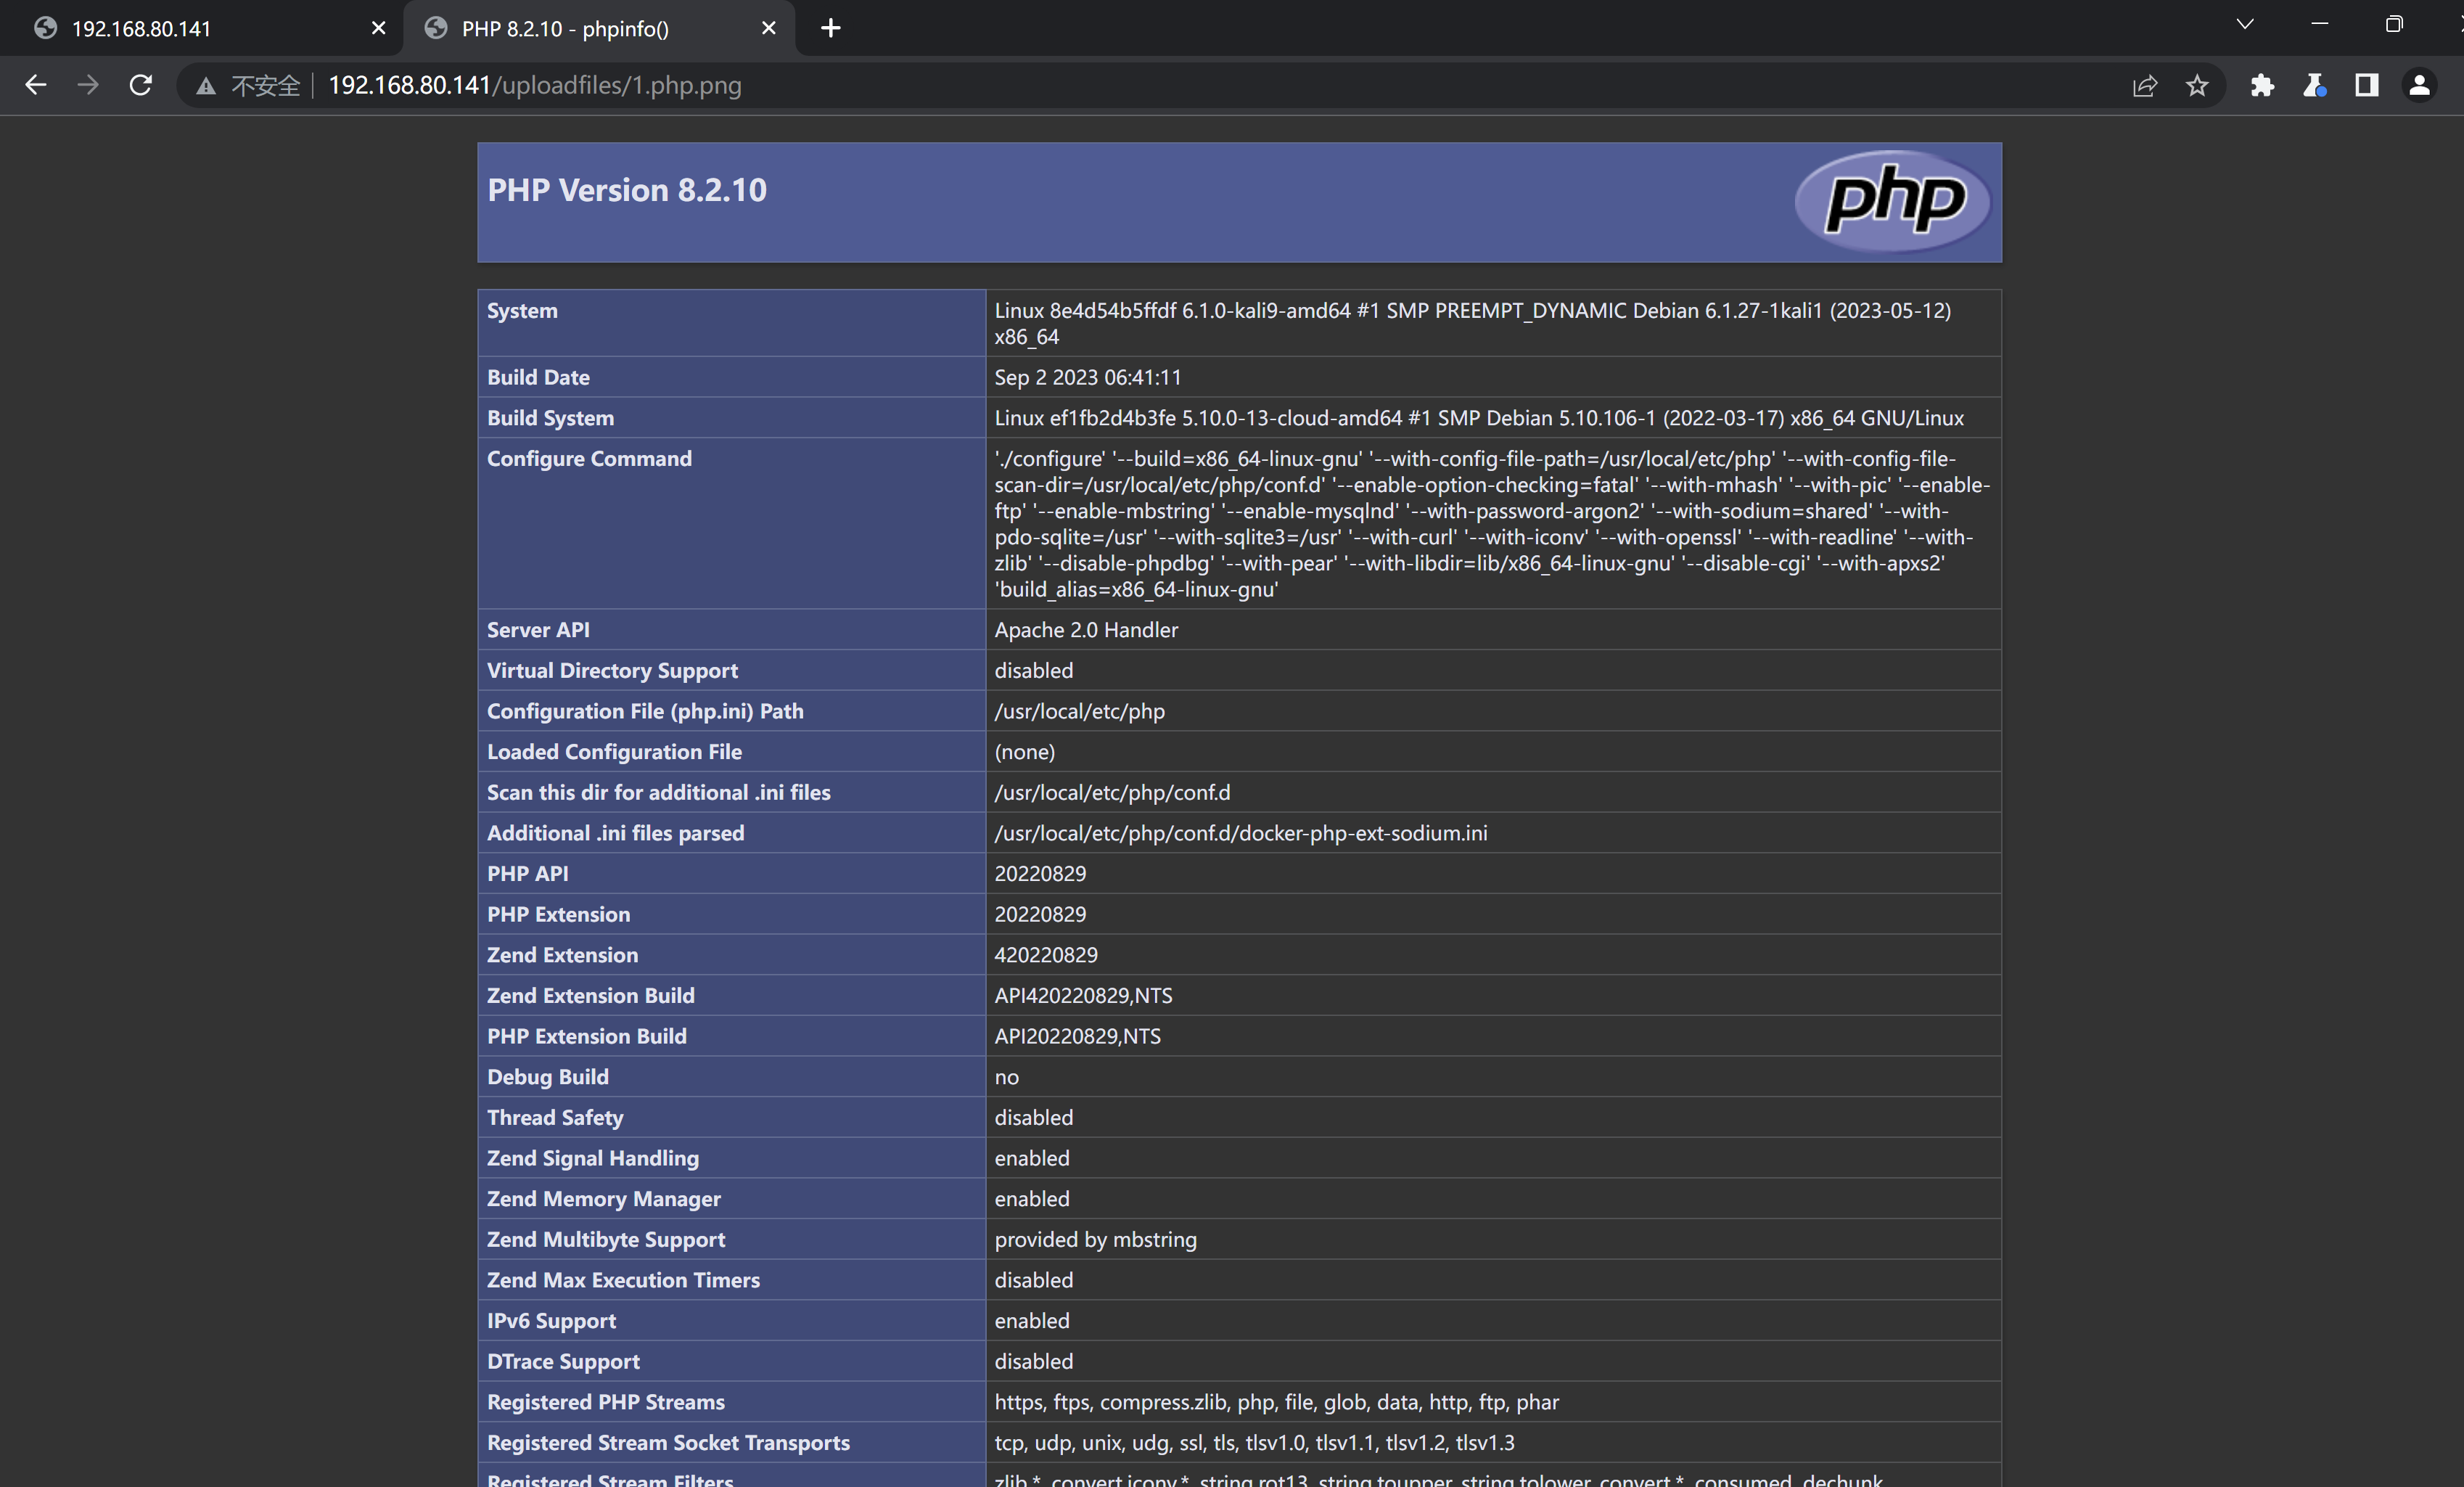 192.168.80.141
PHP 8.2.10 - phpinfo()
不安全
192.168.80.141/uploadfiles/1.php.png
PHP Version 8.2.10
php
System
Linux 8e4d54b5ffdf 6.1.0-kali9-amd64 #1 SMP PREEMPT_DYNAMIC Debian 6.1.27-1kali1 (2023-05-12)
x86_64
Build Date
Sep 2 2023 06:41:11
Build System
Linux ef1fb2d4b3fe 5.10.0-13-cloud-amd64 #1 SMP Debian 5.10.106-1 (2022-03-17) x86_64 GNU/Linux
Configure Command
'./configure' '--build=x86_64-linux-gnu' '--with-config-file-path=/usr/local/etc/php' '--with-config-file-
scan-dir=/usr/local/etc/php/conf.d' '--enable-option-checking=fatal' '--with-mhash' '--with-pic' '--enable-
ftp' '--enable-mbstring' '--enable-mysqlnd' '--with-password-argon2' '--with-sodium=shared' '--with-
pdo-sqlite=/usr' '--with-sqlite3=/usr' '--with-curl' '--with-iconv' '--with-openssl' '--with-readline' '--with-
zlib' '--disable-phpdbg' '--with-pear' '--with-libdir=lib/x86_64-linux-gnu' '--disable-cgi' '--with-apxs2'
'build_alias=x86_64-linux-gnu'
Server API
Apache 2.0 Handler
Virtual Directory Support
disabled
Configuration File (php.ini) Path
/usr/local/etc/php
Loaded Configuration File
(none)
Scan this dir for additional .ini files
/usr/local/etc/php/conf.d
Additional .ini files parsed
/usr/local/etc/php/conf.d/docker-php-ext-sodium.ini
PHP API
20220829
PHP Extension
20220829
Zend Extension
420220829
Zend Extension Build
API420220829,NTS
PHP Extension Build
API20220829,NTS
Debug Build
no
Thread Safety
disabled
Zend Signal Handling
enabled
Zend Memory Manager
enabled
Zend Multibyte Support
provided by mbstring
Zend Max Execution Timers
disabled
IPv6 Support
enabled
DTrace Support
disabled
Registered PHP Streams
https, ftps, compress.zlib, php, file, glob, data, http, ftp, phar
Registered Stream Socket Transports
tcp, udp, unix, udg, ssl, tls, tlsv1.0, tlsv1.1, tlsv1.2, tlsv1.3
Registered Stream Filters
zlib.*, convert.iconv.*, string.rot13, string.toupper, string.tolower, convert.*, consumed, dechunk